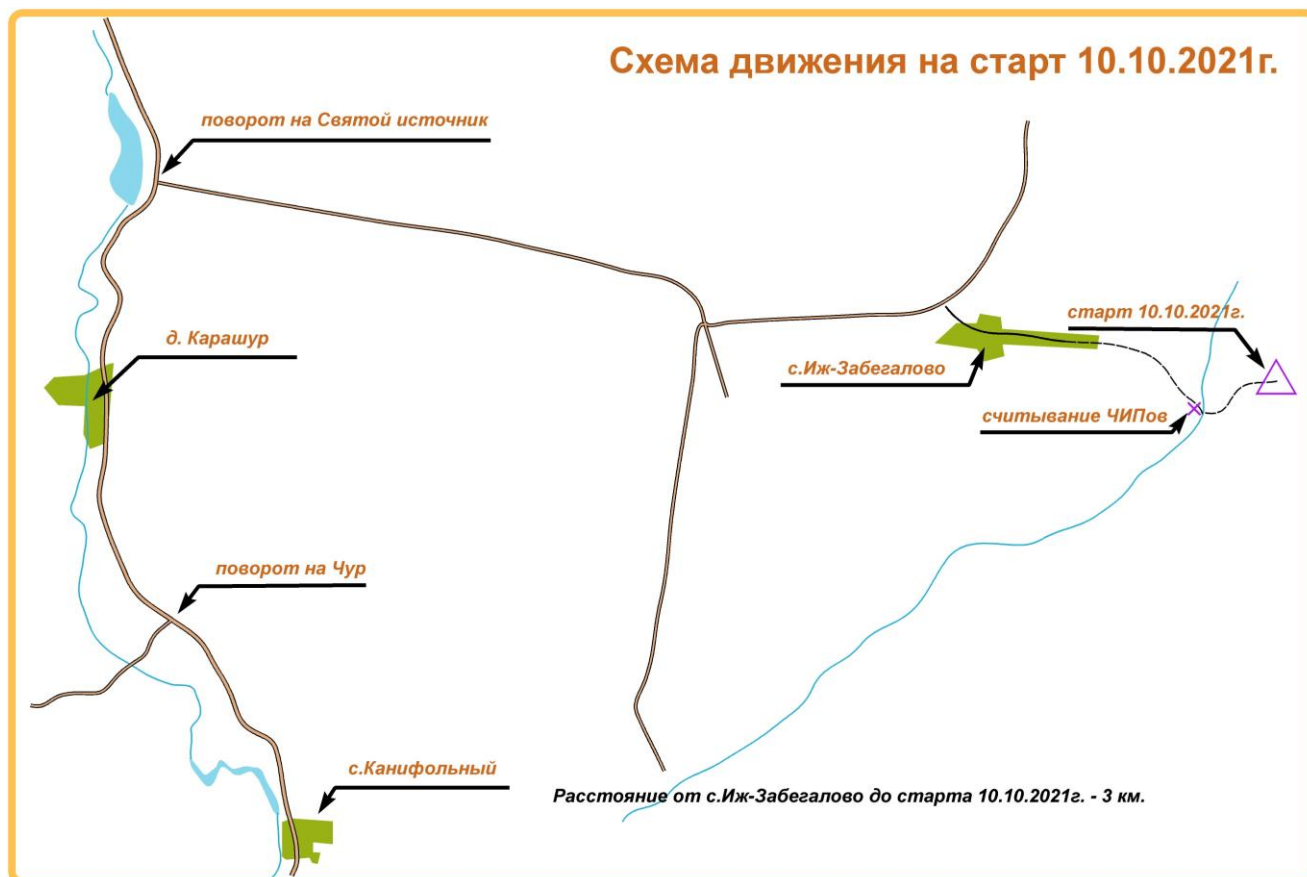 Схема движения на старт 10.10.2021г.
поворот на Святой источник
старт 10.10.2021г.
д. Карашур
с.Иж-Забегалово
считывание ЧИПов
поворот на Чур
с.Канифольный
Расстояние от с.Иж-Забегалово до старта 10.10.2021г. - 3 км.